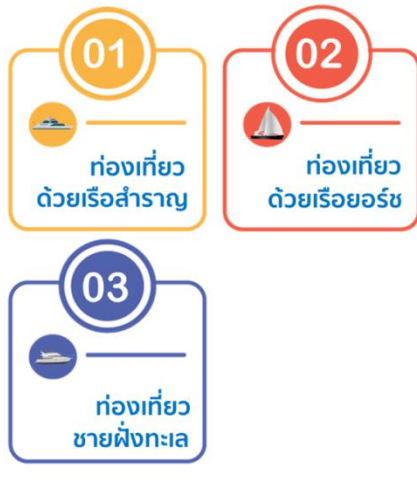 01
ท่องเที่ยว
ด้วยเรือสำราญ
02
ท่องเที่ยว
ด้วยเรือยอร์ช
03
ท่องเที่ยว
ชายฝั่งทะเล